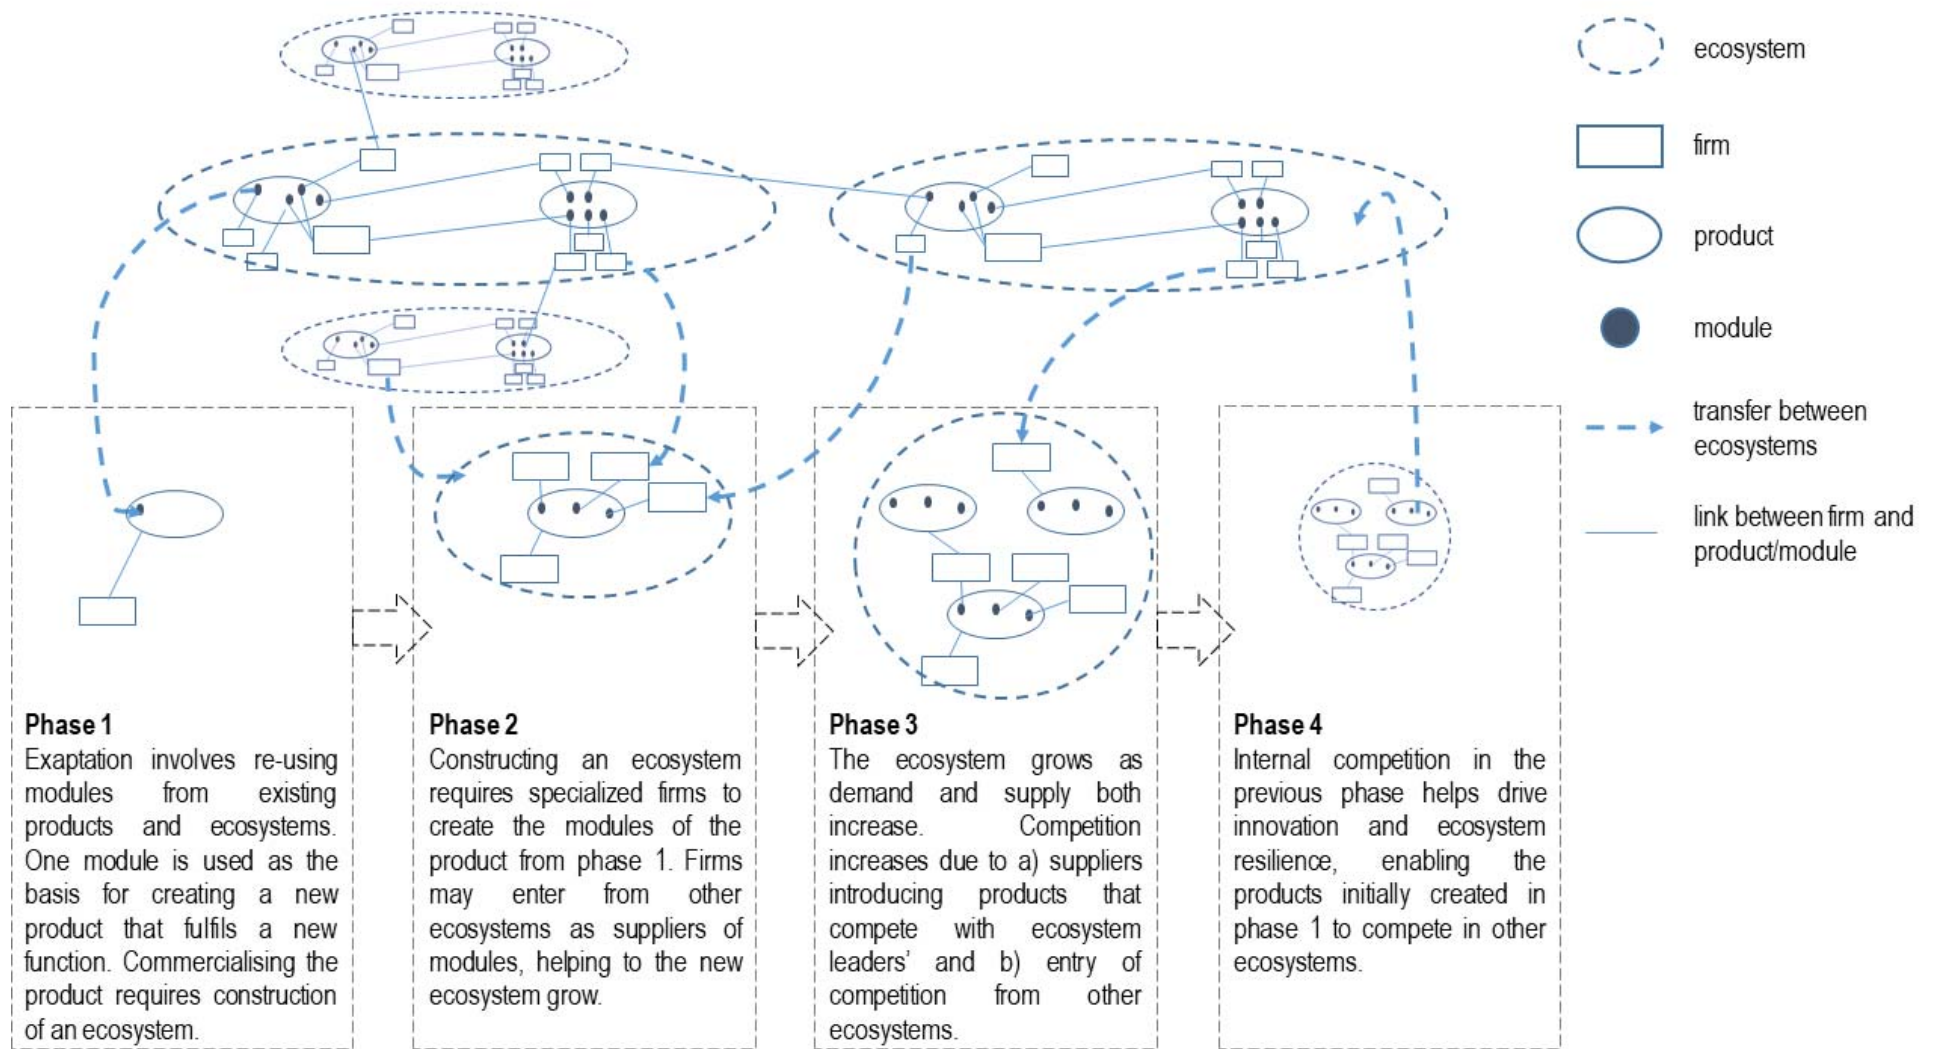 ecosystem
firm
product
module
transfer between
ecosystems
link between firm and
product/module
Phase 1
Exaptation involves re-using
modules from existing
products and ecosystems.
One module is used as the
basis for creating a new
product that fulfils a new
function. Commercialising the
product requires construction
of an ecosystem.
Phase 2
Constructing an ecosystem
requires specialized firms to
create the modules of the
product from phase 1. Firms
may enter from other
ecosystems as suppliers of
modules, helping to the new
ecosystem grow.
Phase 3
The ecosystem grows as
demand and supply both
increase. Competition
increases due to a) suppliers
introducing products that
compete with ecosystem
leaders’ and b) entry of
competition from other
ecosystems.
Phase 4
Internal competition in the
previous phase helps drive
innovation and ecosystem
resilience, enabling the
products initially created in
phase 1 to compete in other
ecosystems.